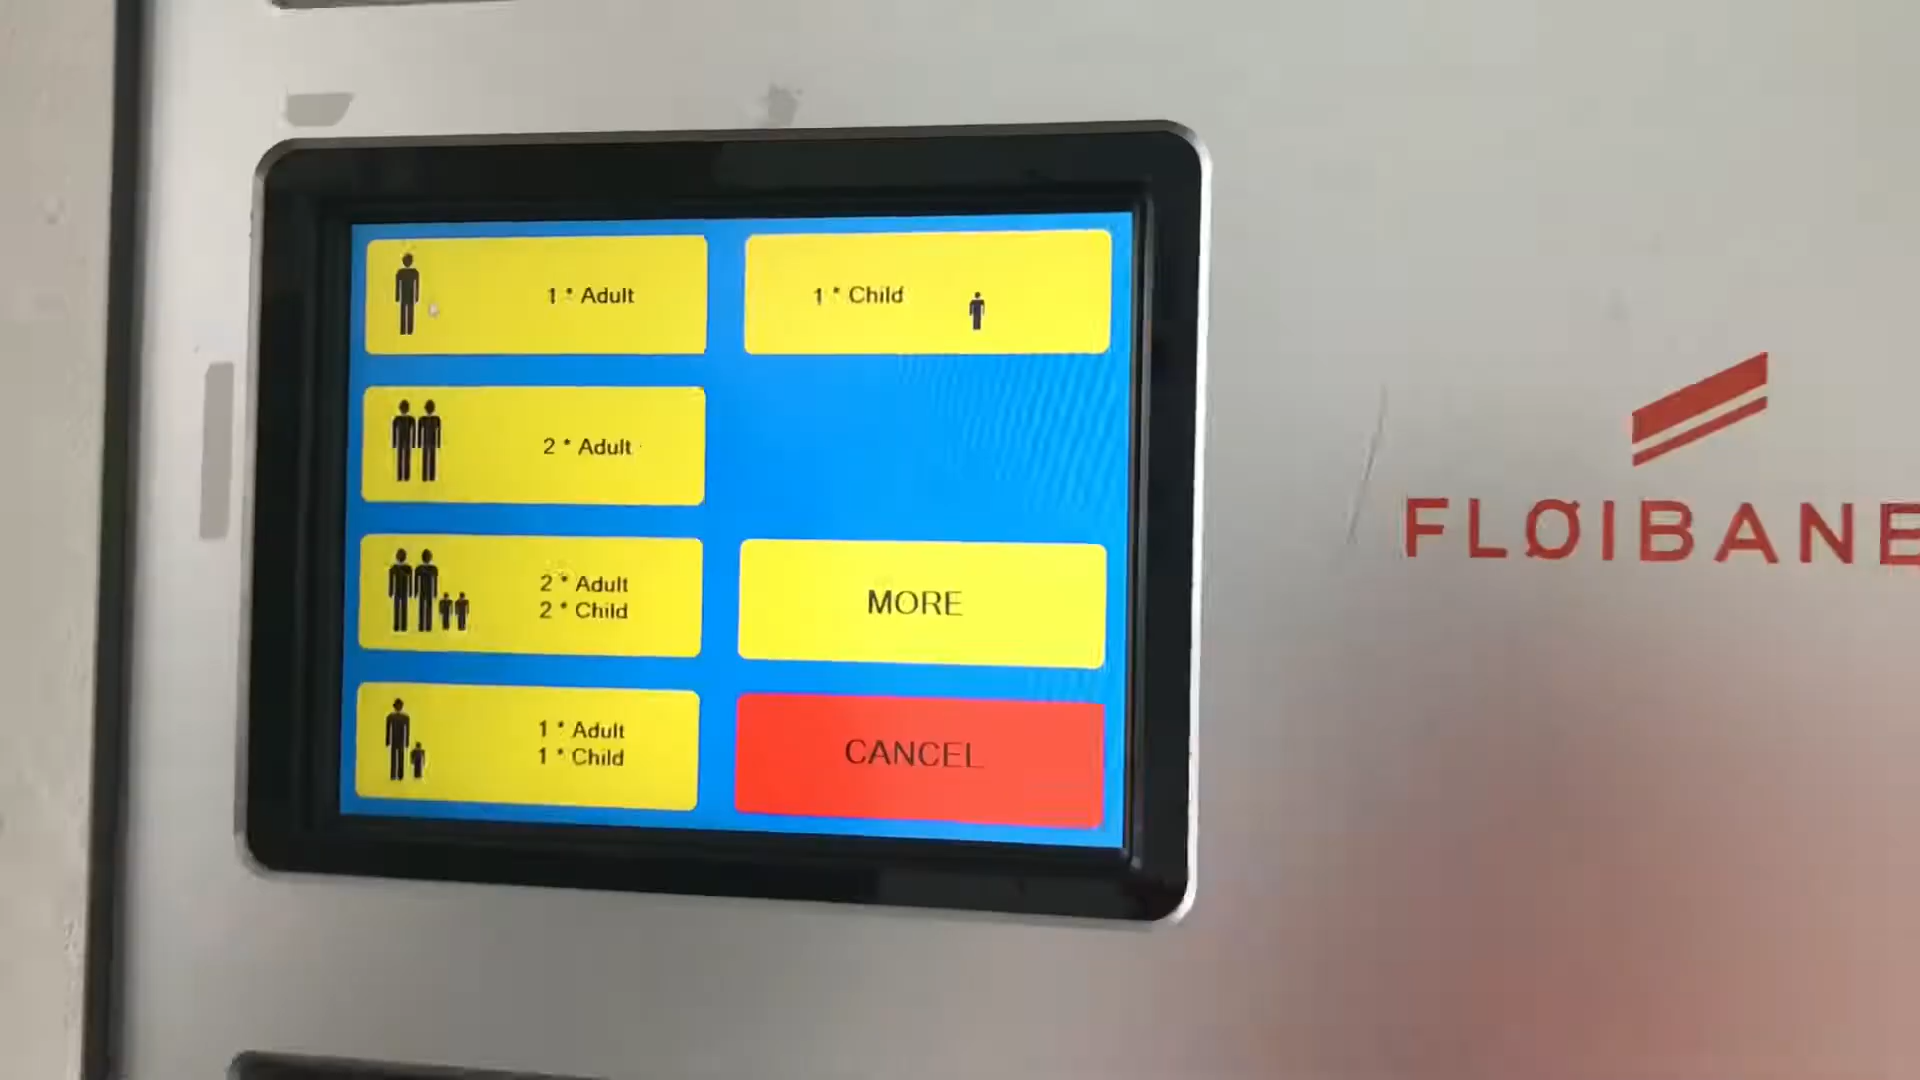 1 * Adult
1 * Child
2 * Adult
2 * Adult
2 * Child
MORE
1 * Adult
1 * Child
CANCEL
FLØIBANE